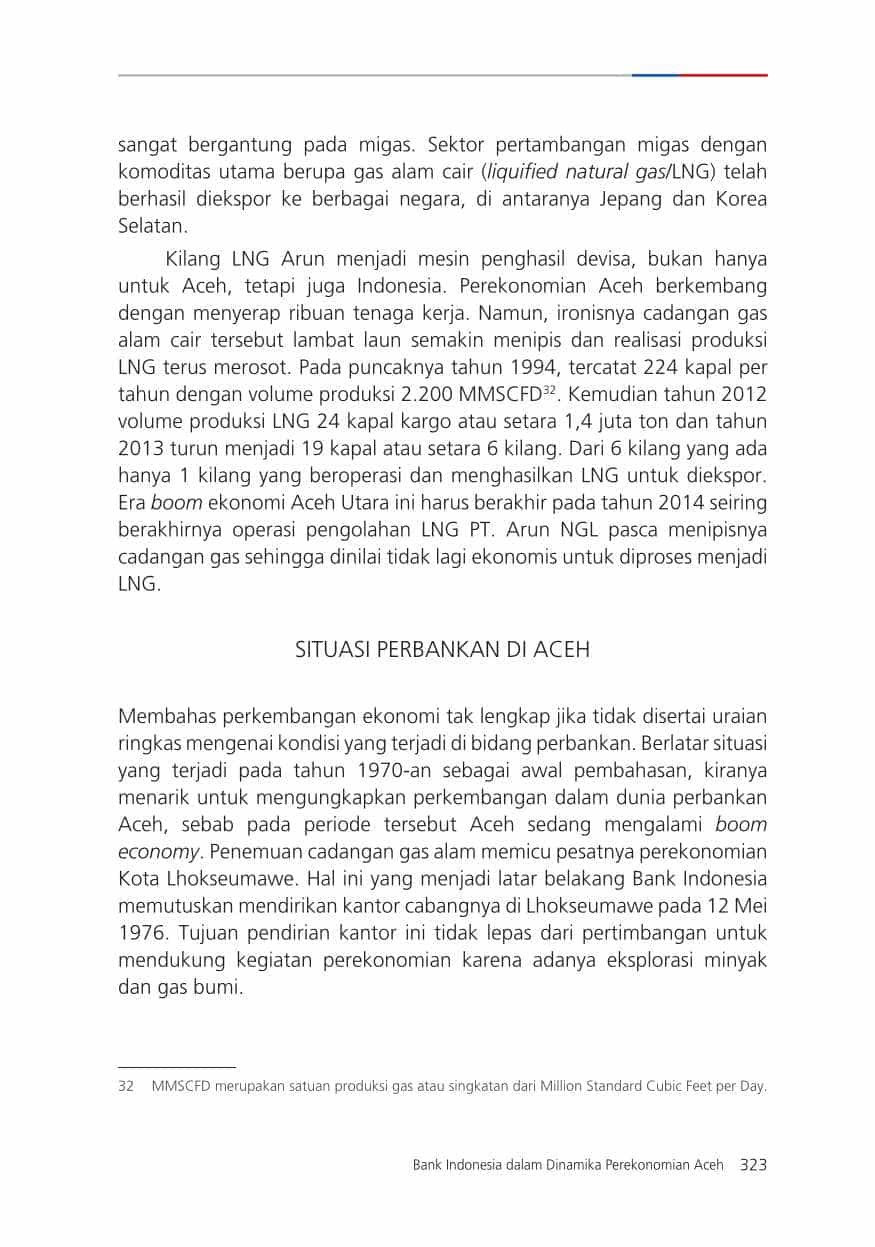 sangat bergantung pada migas. Sektor pertambangan migas dengan
komoditas utama berupa gas alam cair (liquified natural gas/LNG) telah
berhasil diekspor ke berbagai negara, di antaranya Jepang dan Korea
Selatan.
Kilang LNG Arun menjadi mesin penghasil devisa, bukan hanya
untuk Aceh, tetapi juga Indonesia. Perekonomian Aceh berkembang
dengan menyerap ribuan tenaga kerja. Namun, ironisnya cadangan gas
alam cair tersebut lambat laun semakin menipis dan realisasi produksi
LNG terus merosot. Pada puncaknya tahun 1994, tercatat 224 kapal per
tahun dengan volume produksi 2.200 MMSCFD³². Kemudian tahun 2012
volume produksi LNG 24 kapal kargo atau setara 1,4 juta ton dan tahun
2013 turun menjadi 19 kapal atau setara 6 kilang. Dari 6 kilang yang ada
hanya 1 kilang yang beroperasi dan menghasilkan LNG untuk diekspor.
Era boom ekonomi Aceh Utara ini harus berakhir pada tahun 2014 seiring
berakhirnya operasi pengolahan LNG PT. Arun NGL pasca menipisnya
cadangan gas sehingga dinilai tidak lagi ekonomis untuk diproses menjadi
LNG.
SITUASI PERBANKAN DI ACEH
Membahas perkembangan ekonomi tak lengkap jika tidak disertai uraian
ringkas mengenai kondisi yang terjadi di bidang perbankan. Berlatar situasi
yang terjadi pada tahun 1970-an sebagai awal pembahasan, kiranya
menarik untuk mengungkapkan perkembangan dalam dunia perbankan
Aceh, sebab pada periode tersebut Aceh sedang mengalami boom
economy. Penemuan cadangan gas alam memicu pesatnya perekonomian
Kota Lhokseumawe. Hal ini yang menjadi latar belakang Bank Indonesia
memutuskan mendirikan kantor cabangnya di Lhokseumawe pada 12 Mei
1976. Tujuan pendirian kantor ini tidak lepas dari pertimbangan untuk
mendukung kegiatan perekonomian karena adanya eksplorasi minyak
dan gas bumi.
32 MMSCFD merupakan satuan produksi gas atau singkatan dari Million Standard Cubic Feet per Day.
Bank Indonesia dalam Dinamika Perekonomian Aceh 323